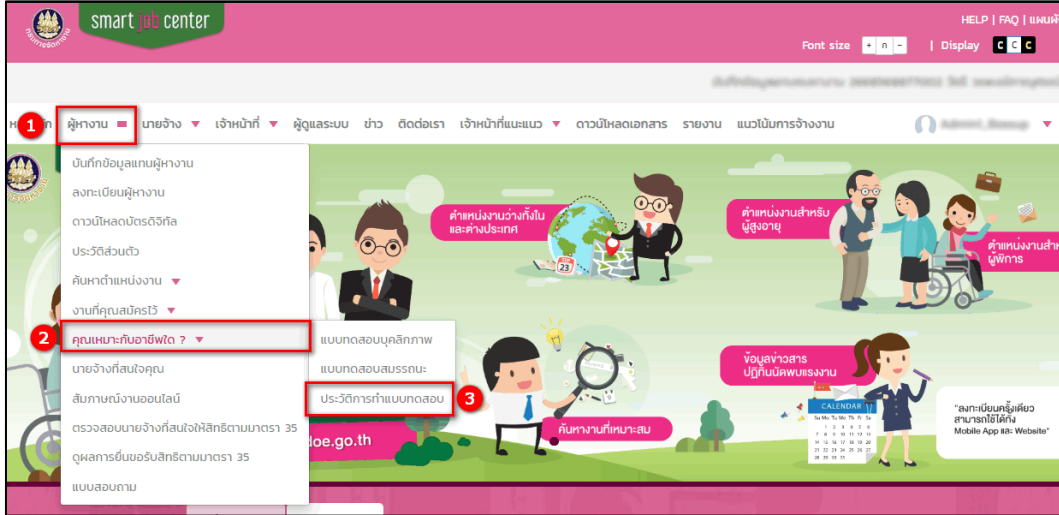 smart job center
HELP | FAQ |
Font size + ก - | Display C C C
1
ผู้หางาน นายจ้าง เจ้าหน้าที่ ผู้ดูแลระบบ ข่าว ติดต่อเรา เจ้าหน้าที่แนะแนว ดาวน์โหลดเอกสาร รายงาน แนวโน้มการจ้างงาน
บันทึกข้อมูลแทนผู้หางาน
ลงทะเบียนผู้หางาน
ดาวน์โหลดบัตรดิจิทัล
ประวัติส่วนตัว
ค้นหาตำแหน่งงาน
งานที่คุณสมัครไว้
2
คุณเหมาะกับอาชีพใด ?
นายจ้างที่สนใจคุณ
สัมภาษณ์งานออนไลน์
ตรวจสอบนายจ้างที่สนใจให้สิทธิตามมาตรา 35
ดูผลการยื่นขอรับสิทธิตามมาตรา 35
แบบสอบถาม
แบบทดสอบบุคลิกภาพ
แบบทดสอบสมรรถนะ
ประวัติการทำแบบทดสอบ
3
doe.go.th
ตำแหน่งงานว่างทั้งใน
และต่างประเทศ
SEP
23
ตำแหน่งงานสำหรับ
ผู้สูงอายุ
ตำแหน่งงานสำห
ผู้พิการ
ค้นหางานที่เหมาะสม
ข้อมูลข่าวสาร
ปฏิทินนัดพบแรงงาน
CALENDAR
"ลงทะเบียนครั้งเดียว
สามารถใช้ได้ทั้ง
Mobile App และ Website"